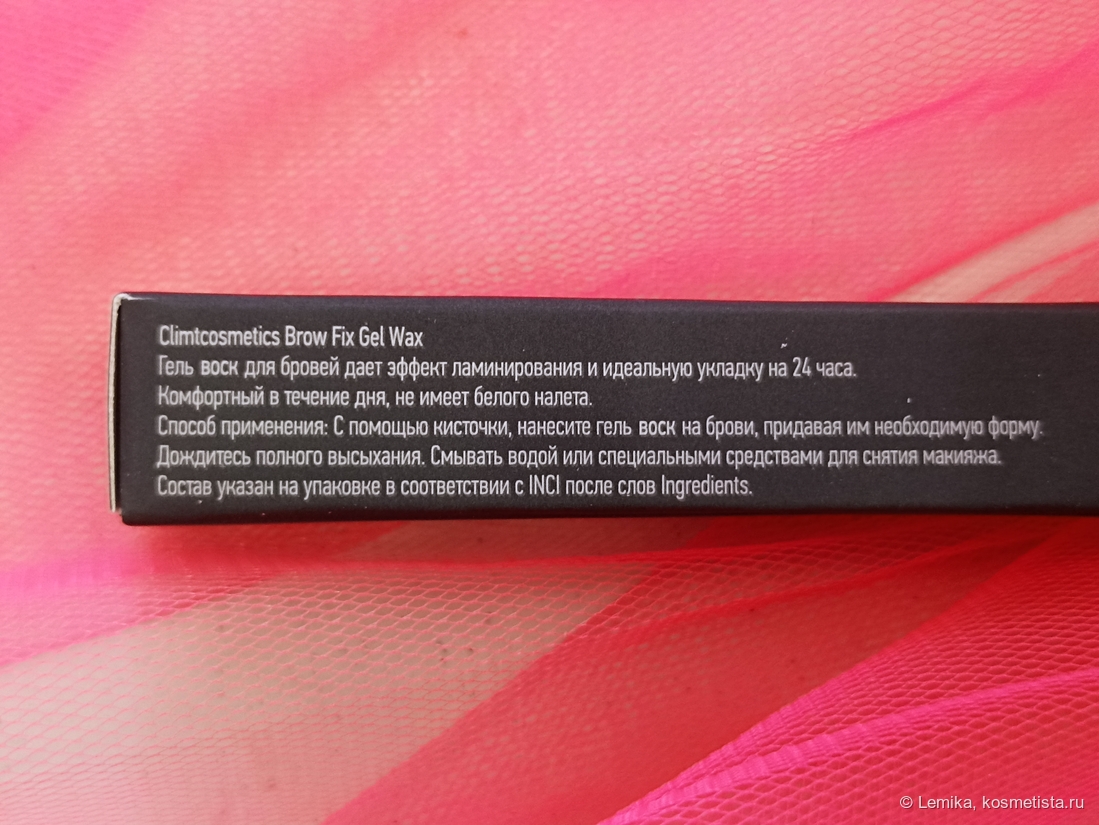 Climtcosmetics Brow Fix Gel Wax
Гель воск для бровей дает эффект ламинирования и идеальную укладку на 24 часа.
Комфортный в течение дня, не имеет белого налета.
Способ применения: С помощью кисточки, нанесите гель воск на брови, придавая им необходимую форму.
Дождитесь полного высыхания. Смывать водой или специальными средствами для снятия макияжа.
Состав указан на упаковке в соответствии с INCI после слов Ingredients.
© Lemika, kosmetista.ru